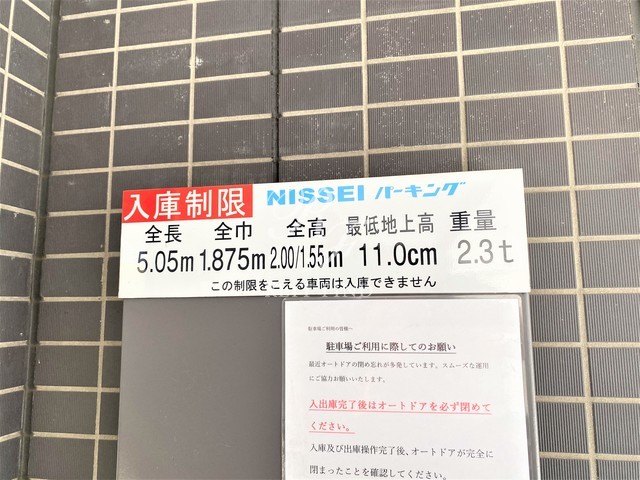 入庫制限 NISSEI パーキング
全長 全巾 全高 最低地上高 重量
5.05m 1.875m 2.00/1.55m 11.0cm 2.3t
この制限をこえる車両は入庫できません
駐車場ご利用の皆様へ
駐車場ご利用に際してのお願い
最近オートドアの閉め忘れが多発しています。スムーズな運用
にご協力お願いいたします。
入出庫完了後はオートドアを必ず閉めて
ください。
入庫及び出庫操作完了後、オートドアが完全に
閉まったことを確認してください。